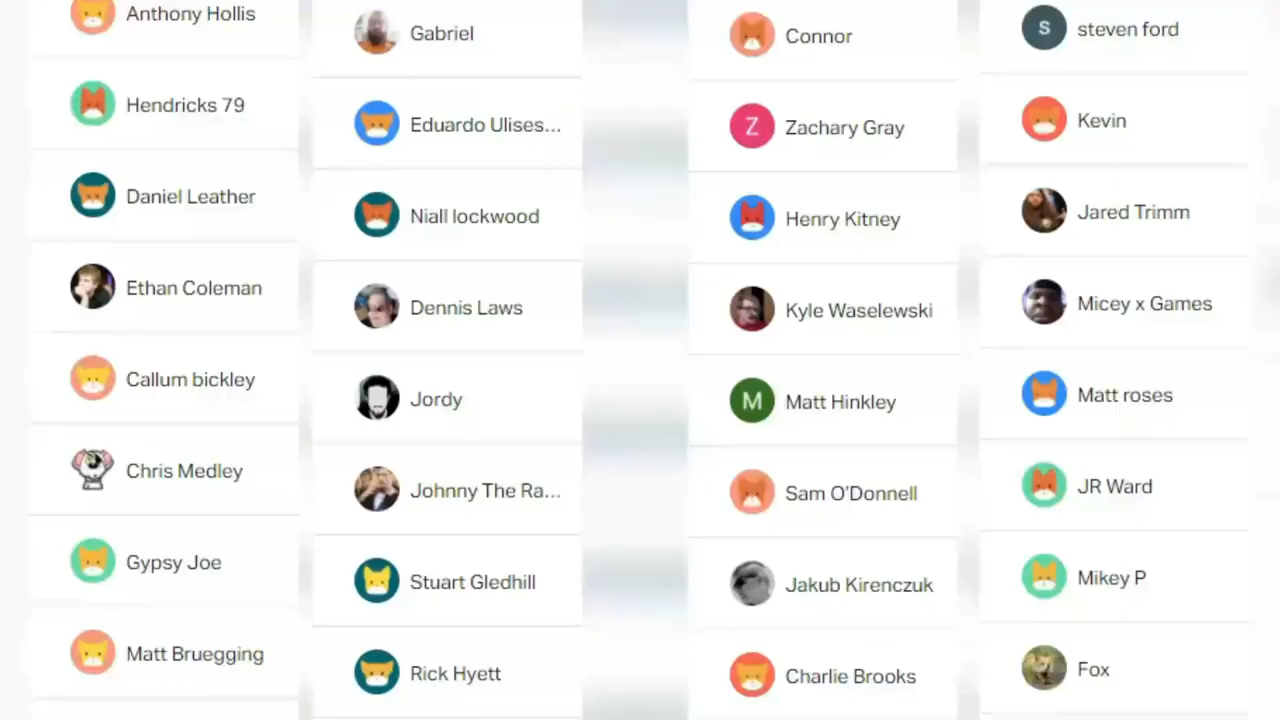 Anthony Hollis
Hendricks 79
Daniel Leather
Ethan Coleman
Callum bickley
Chris Medley
Gypsy Joe
Matt Bruegging
Gabriel
Eduardo Ulises...
Niall lockwood
Dennis Laws
Jordy
Johnny The Ra...
Stuart Gledhill
Rick Hyett
Connor
Z
Zachary Gray
Henry Kitney
Kyle Waselewski
M
Matt Hinkley
Sam O'Donnell
Jakub Kirenczuk
Charlie Brooks
S
steven ford
Kevin
Jared Trimm
Micey x Games
Matt roses
JR Ward
Mikey P
Fox